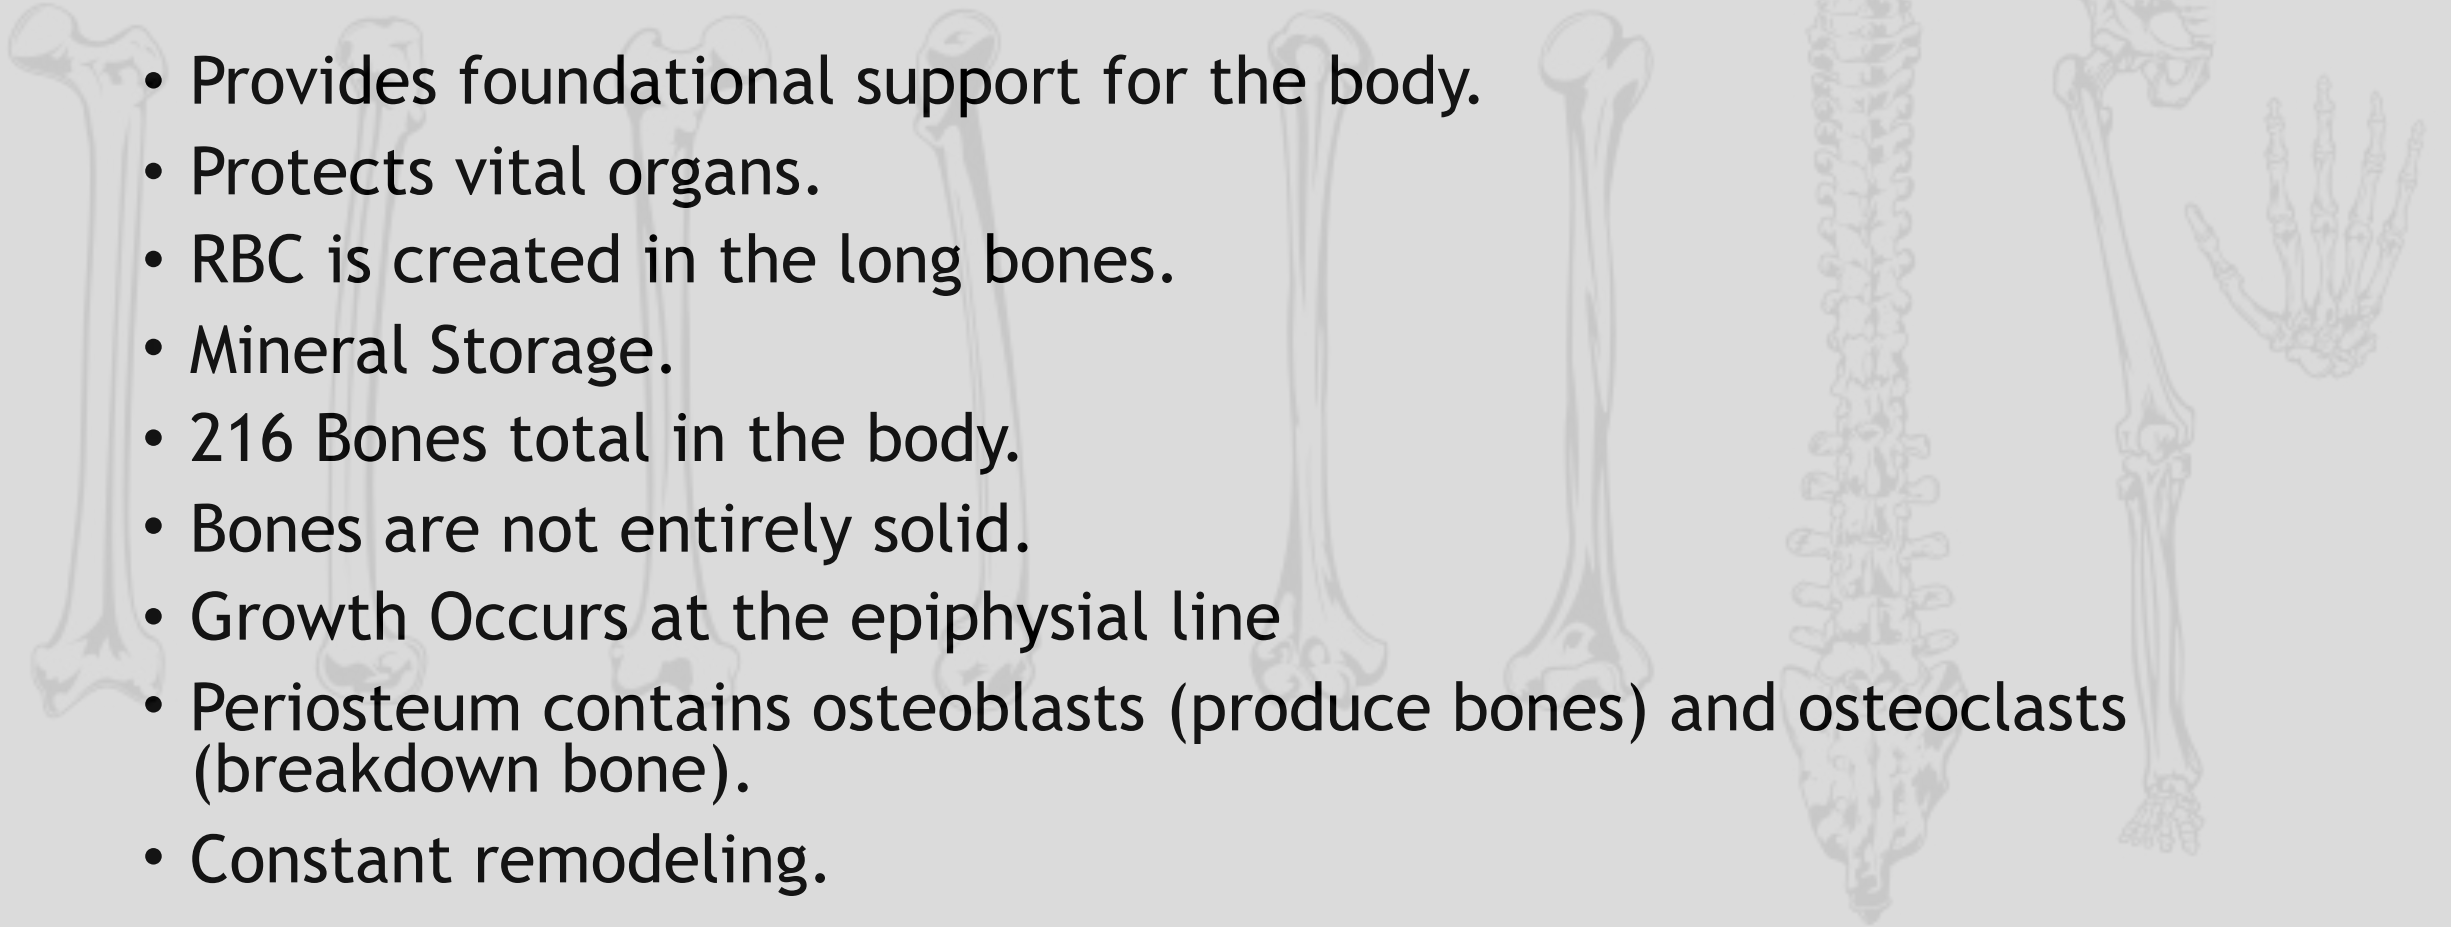 • Provides foundational support for the body.
• Protects vital organs.
• RBC is created in the long bones.
• Mineral Storage.
• 216 Bones total in the body.
• Bones are not entirely solid.
• Growth Occurs at the epiphysial line
• Periosteum contains osteoblasts (produce bones) and osteoclasts
(breakdown bone).
• Constant remodeling.